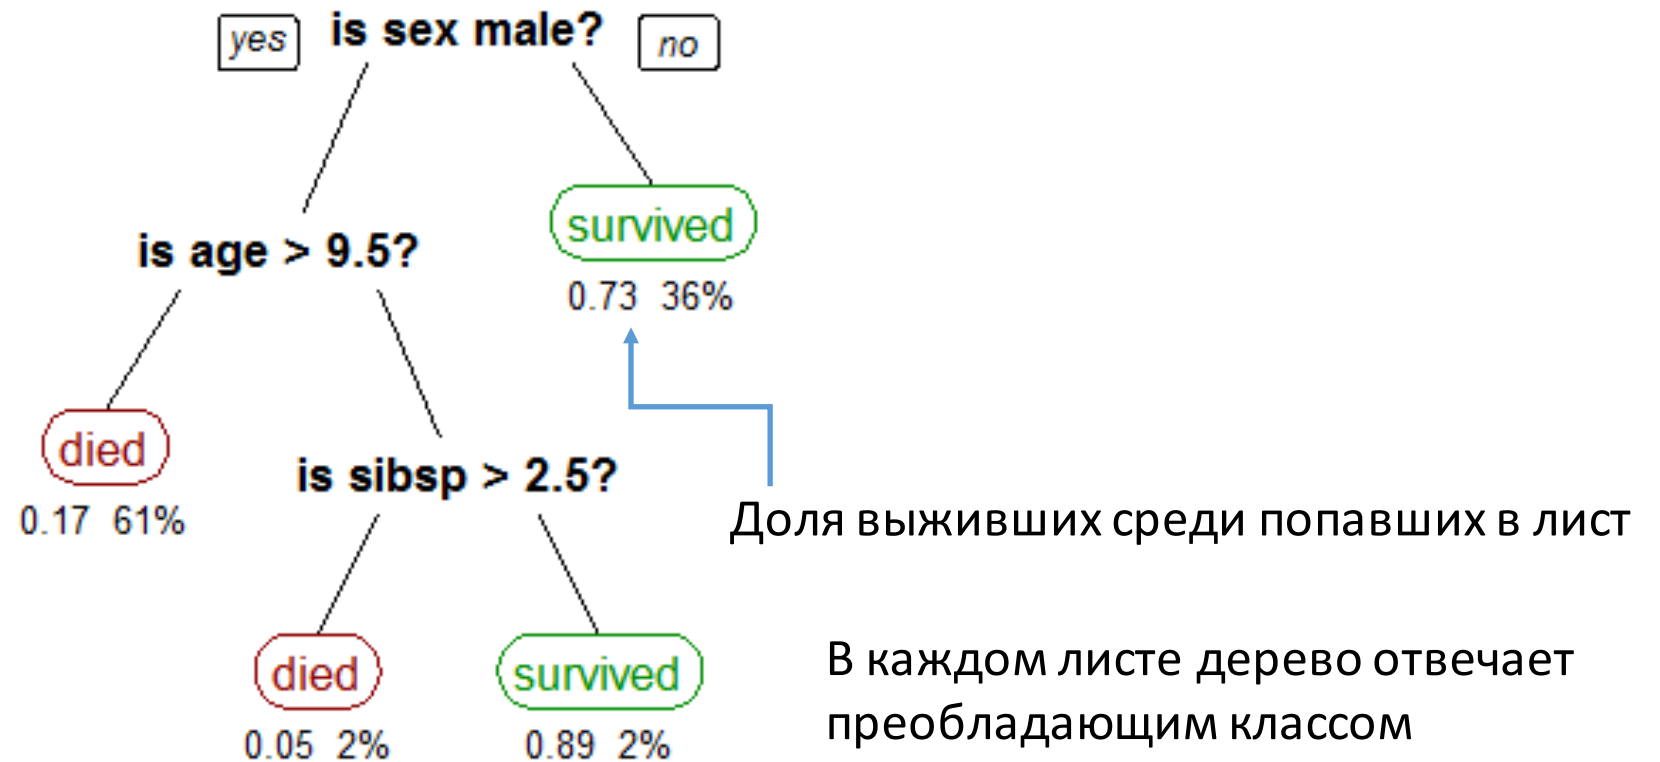 yes is sex male? no
is age > 9.5?
survived
0.73 36%
died
0.17 61%
is sibsp > 2.5?
Доля выживших среди попавших в лист
died
0.05 2%
survived
0.89 2%
В каждом листе дерево отвечает
преобладающим классом